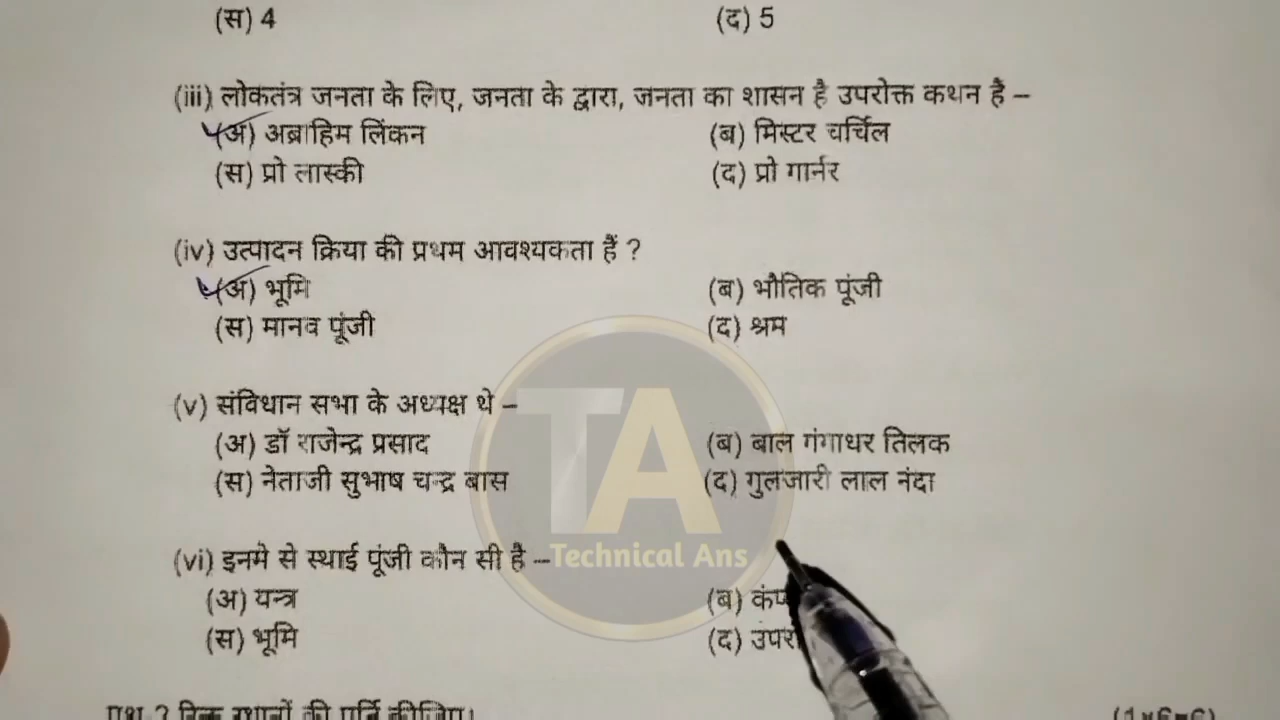 (स) 4 (द) 5
(iii) लोकतंत्र जनता के लिए, जनता के द्वारा, जनता का शासन है उपरोक्त कथन हैं –
(अ) अब्राहिम लिंकन (ब) मिस्टर चर्चिल
(स) प्रो लास्की (द) प्रो गार्नर
(iv) उत्पादन क्रिया की प्रथम आवश्यकता हैं ?
(अ) भूमि (ब) भौतिक पूंजी
(स) मानव पूंजी (द) श्रम
(v) संविधान सभा के अध्यक्ष थे –
(अ) डॉ राजेन्द्र प्रसाद (ब) बाल गंगाधर तिलक
(स) नेताजी सुभाष चन्द्र बास (द) गुलजारी लाल नंदा
TA
Technical Ans
(vi) इनमे से स्थाई पूंजी कौन सी है –
(अ) यन्त्र (ब)
(स) भूमि (द)
रिक्त स्थानों की पूर्ति कीजिए।